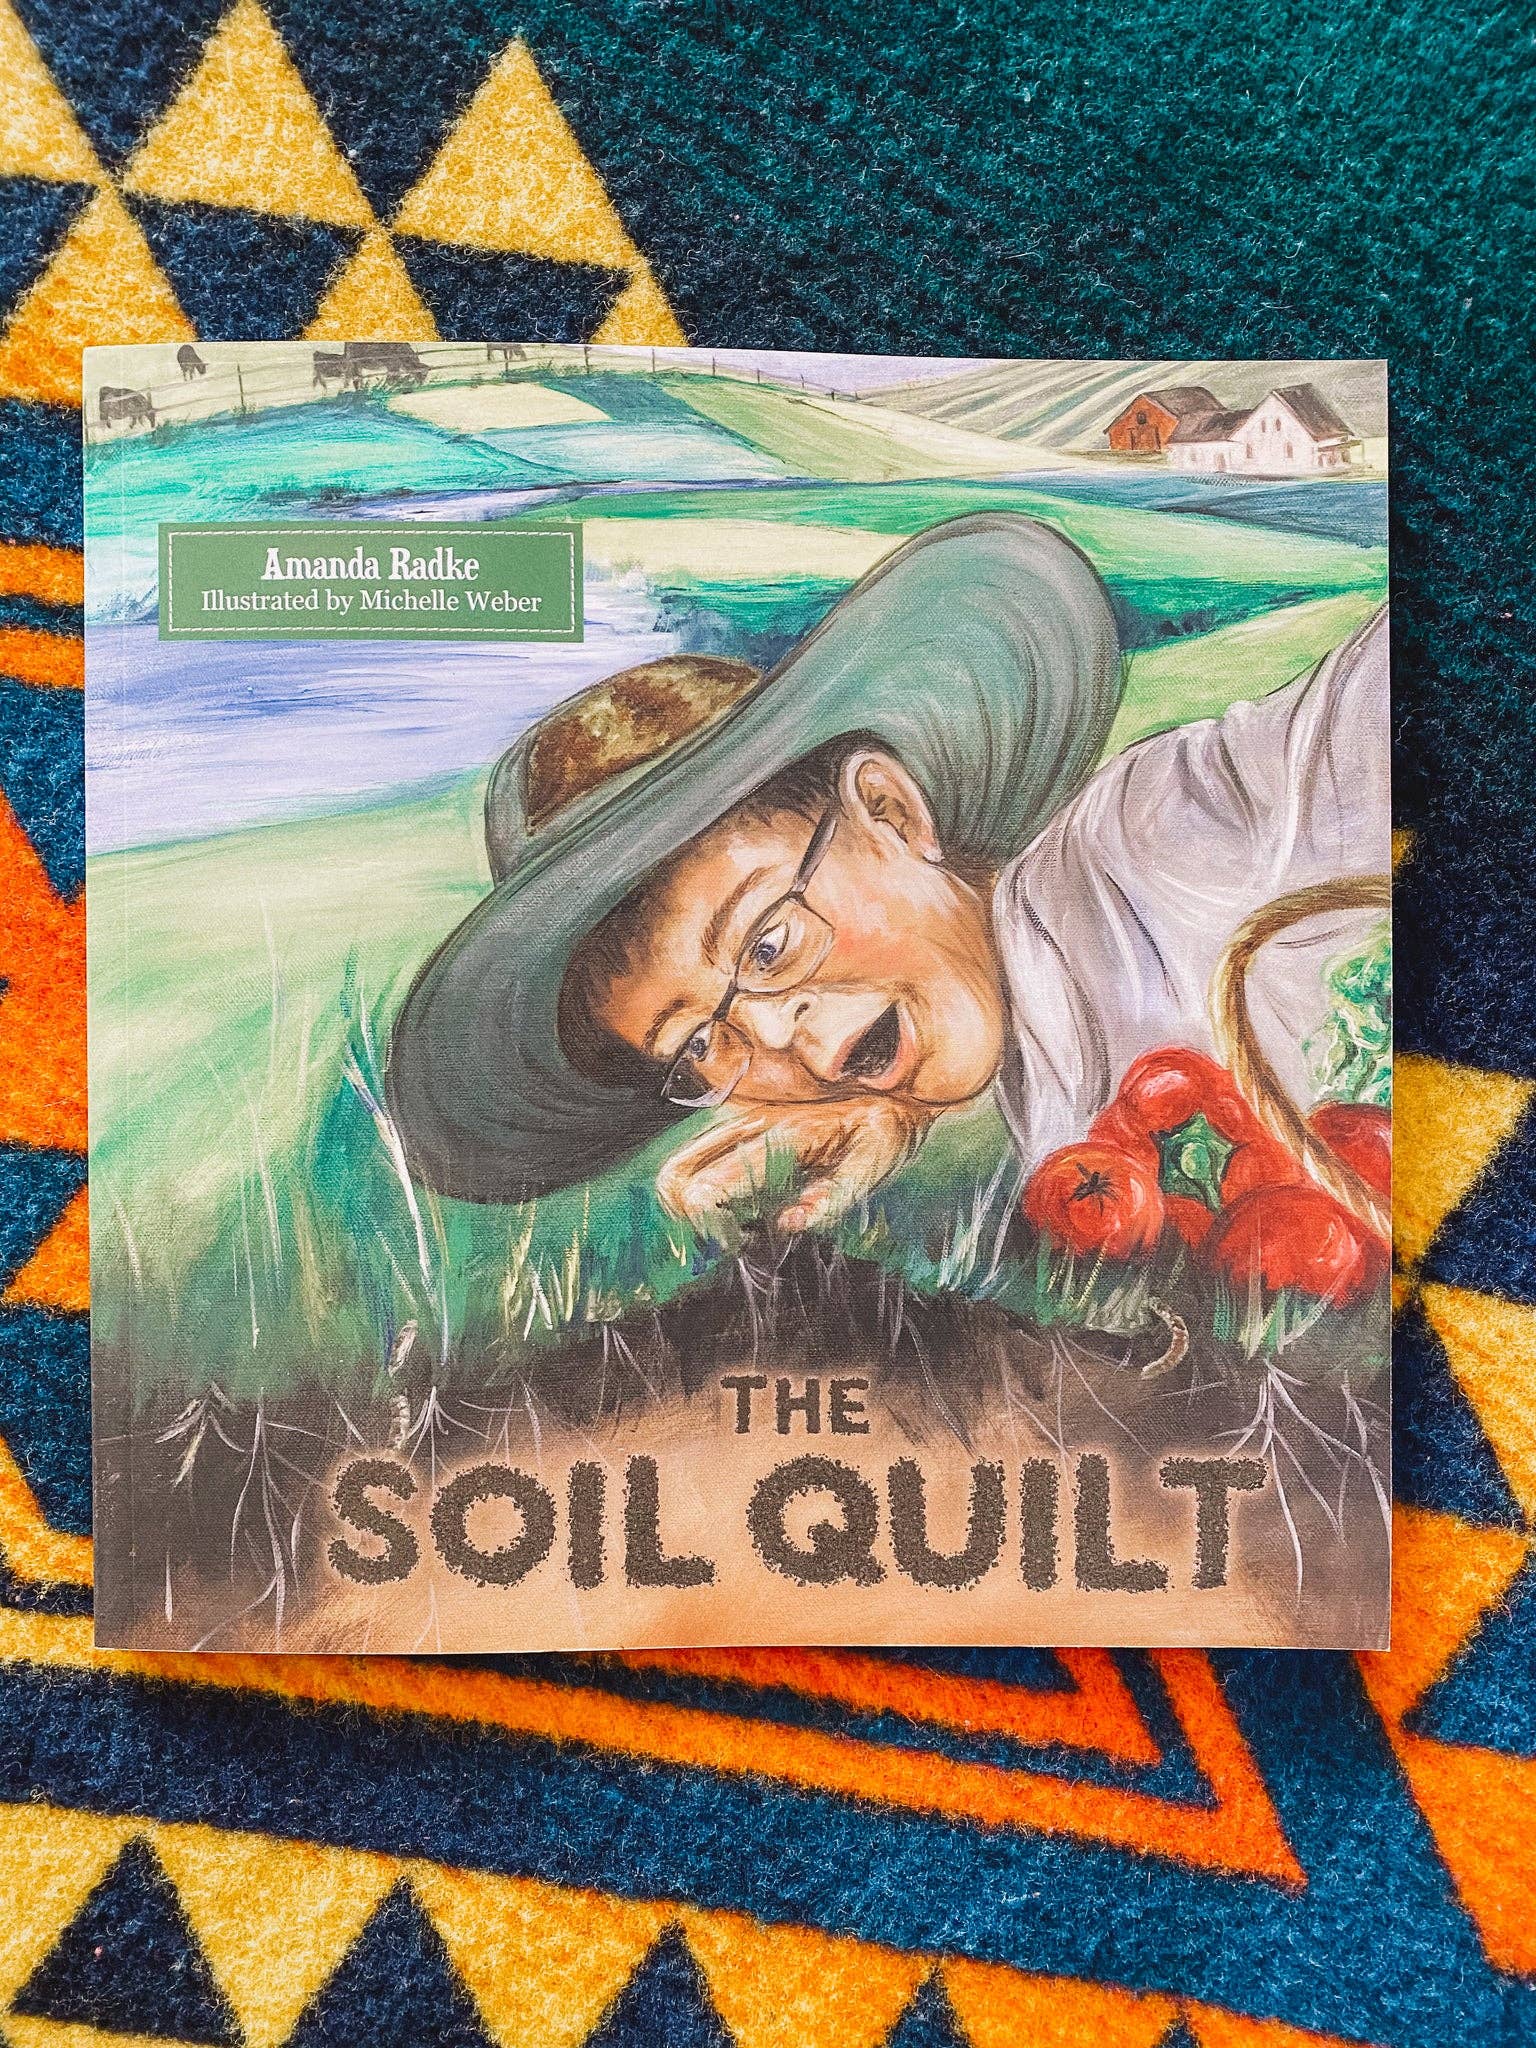 Amanda Radke
Illustrated by Michelle Weber
THE
SOIL QUILT